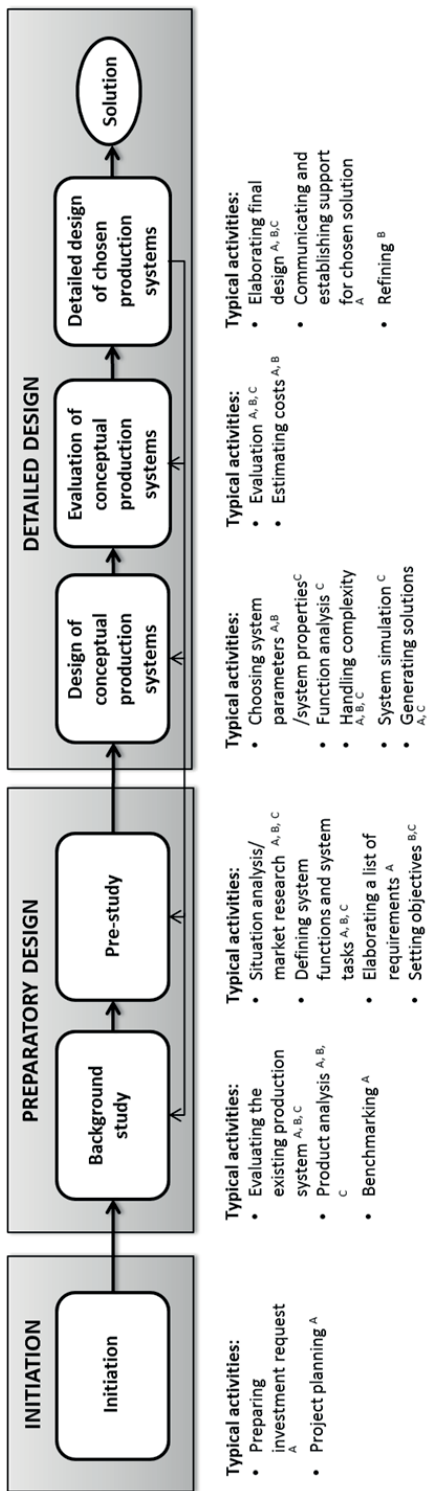 INITIATION
Initiation
PREPARATORY DESIGN
Background
study
Pre-study
DETAILED DESIGN
Design of
conceptual
production
systems
Evaluation of
conceptual
production
systems
Detailed design
of chosen
production
systems
Solution
Typical activities:
• Preparing
investment request
A
• Project planning A
Typical activities:
• Evaluating the
existing production
system A, B, C
• Product analysis A, B,
C
• Benchmarking A
Typical activities:
• Situation analysis/
market research A, B, C
• Defining system
functions and system
tasks A, B, C
• Elaborating a list of
requirements A
• Setting objectives B,C
Typical activities:
• Choosing system
parameters A,B
/system properties C
• Function analysis C
• Handling complexity
A, B, C
• System simulation C
• Generating solutions
A, C
Typical activities:
• Evaluation A, B, C
• Estimating costs A, B
Typical activities:
• Elaborating final
design A, B,C
• Communicating and
establishing support
for chosen solution
A
• Refining B